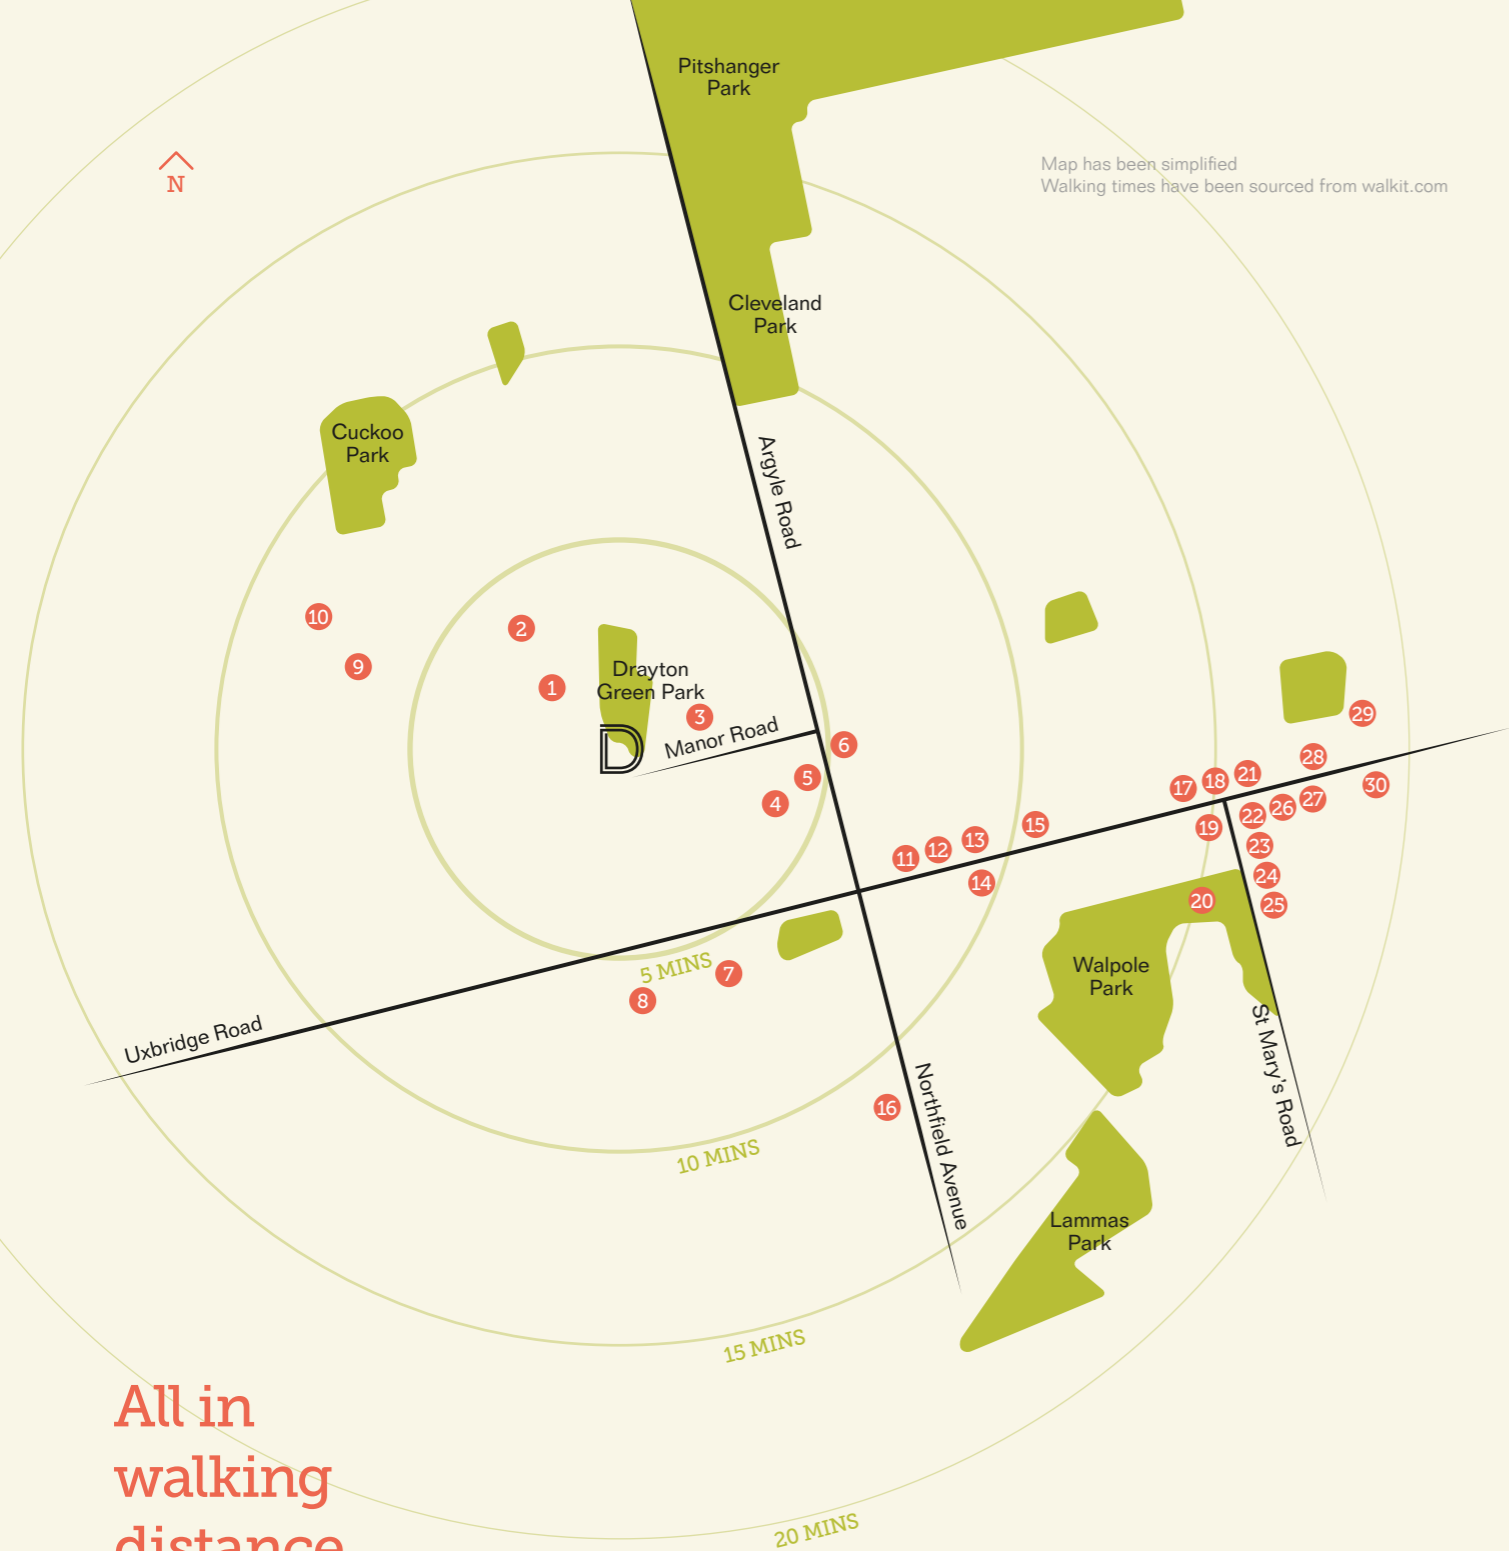 Pitshanger
Park
N
Map has been simplified
Walking times have been sourced from walkit.com
Cleveland
Park
Cuckoo
Park
Argyle Road
10
2
9
1
Drayton
Green Park
3
Manor Road
D
6
5
4
29
28
21
18
17
30
27
26
22
19
15
13
12
11
14
23
24
25
20
5 MINS
7
8
Walpole
Park
Uxbridge Road
St Mary's Road
Northfield Avenue
16
10 MINS
Lammas
Park
15 MINS
All in
walking
distance
20 MINS